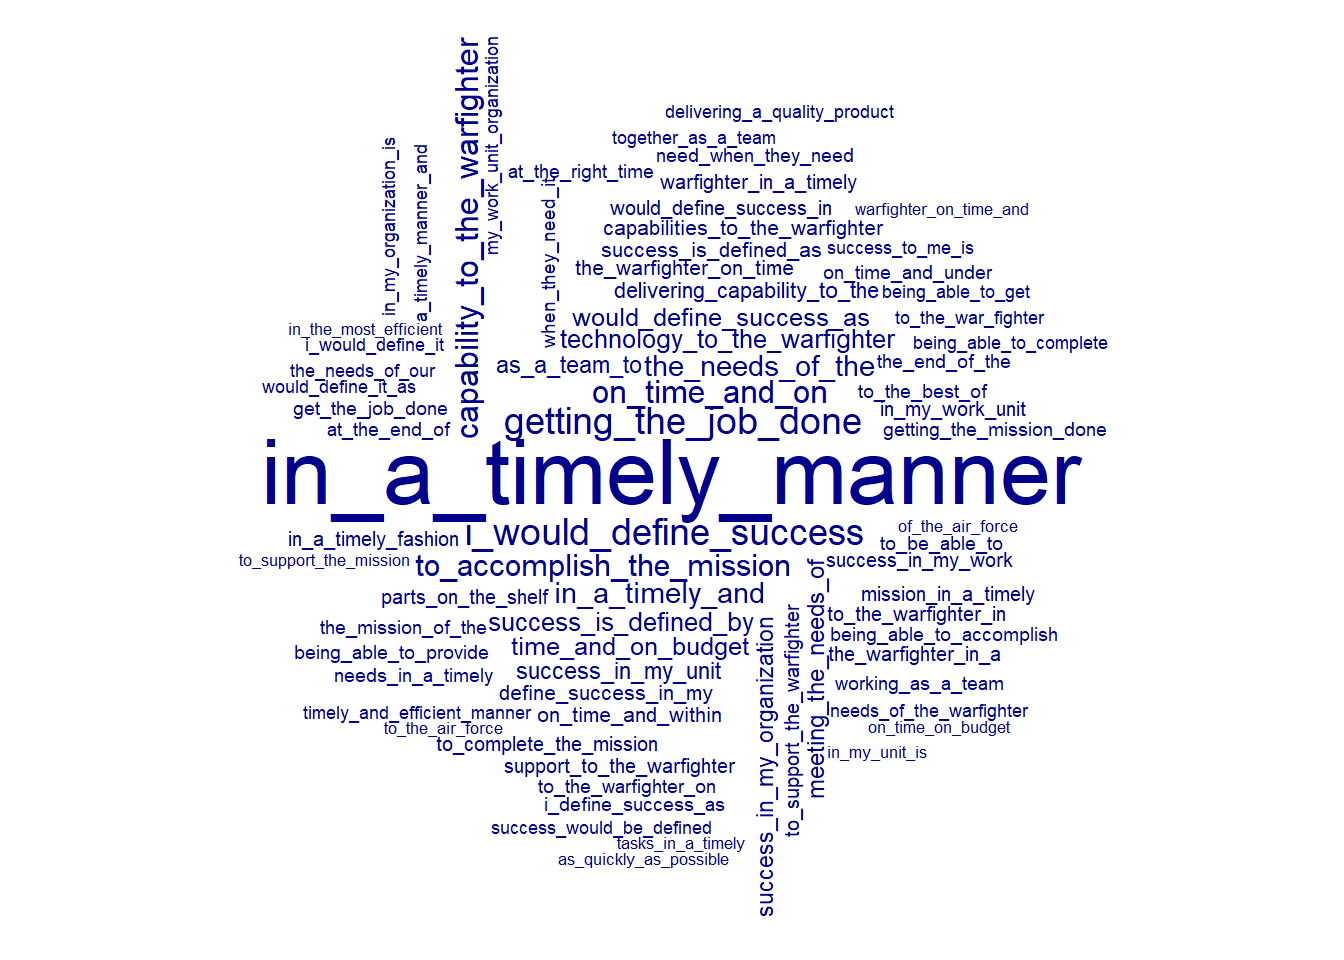 capability_to_the_warfighter
my_work_unit_organization
delivering_a_quality_product
together_as_a_team
in_my_organization_is
a_timely_manner_and
need_when_they_need
at_the_right_time
when_they_need_it
warfighter_in_a_timely
would_define_success_in
warfighter_on_time_and
capabilities_to_the_warfighter
success_is_defined_as
success_to_me_is
the_warfighter_on_time
on_time_and_under
delivering_capability_to_the
being_able_to_get
would_define_success_as
to_the_war_fighter
in_the_most_efficient
technology_to_the_warfighter
being_able_to_complete
i_would_define_it
as_a_team_to
the_needs_of_the
the_end_of_the
the_needs_of_our
would_define_it_as
on_time_and_on
to_the_best_of
get_the_job_done
in_my_work_unit
at_the_end_of
getting_the_job_done
getting_the_mission_done
in_a_timely_manner
of_the_air_force
in_a_timely_fashion
i_would_define_success
to_be_able_to
to_support_the_mission
to_accomplish_the_mission
success_in_my_work
meeting_the_needs_of
parts_on_the_shelf
in_a_timely_and
mission_in_a_timely
to_support_the_warfighter
success_in_my_organization
to_the_warfighter_in
the_mission_of_the
success_is_defined_by
being_able_to_accomplish
being_able_to_provide
time_and_on_budget
the_warfighter_in_a
needs_in_a_timely
success_in_my_unit
working_as_a_team
define_success_in_my
timely_and_efficient_manner
on_time_and_within
needs_of_the_warfighter
to_the_air_force
on_time_on_budget
to_complete_the_mission
in_my_unit_is
support_to_the_warfighter
to_the_warfighter_on
i_define_success_as
success_would_be_defined
tasks_in_a_timely
as_quickly_as_possible